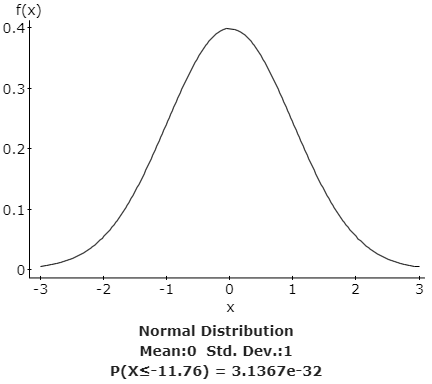 f(x)
0.4
0.3
0.2
0.1
0
-3 -2 -1 0 1 2 3
x
Normal Distribution
Mean:0 Std. Dev.:1
P(X≤-11.76) = 3.1367e-32